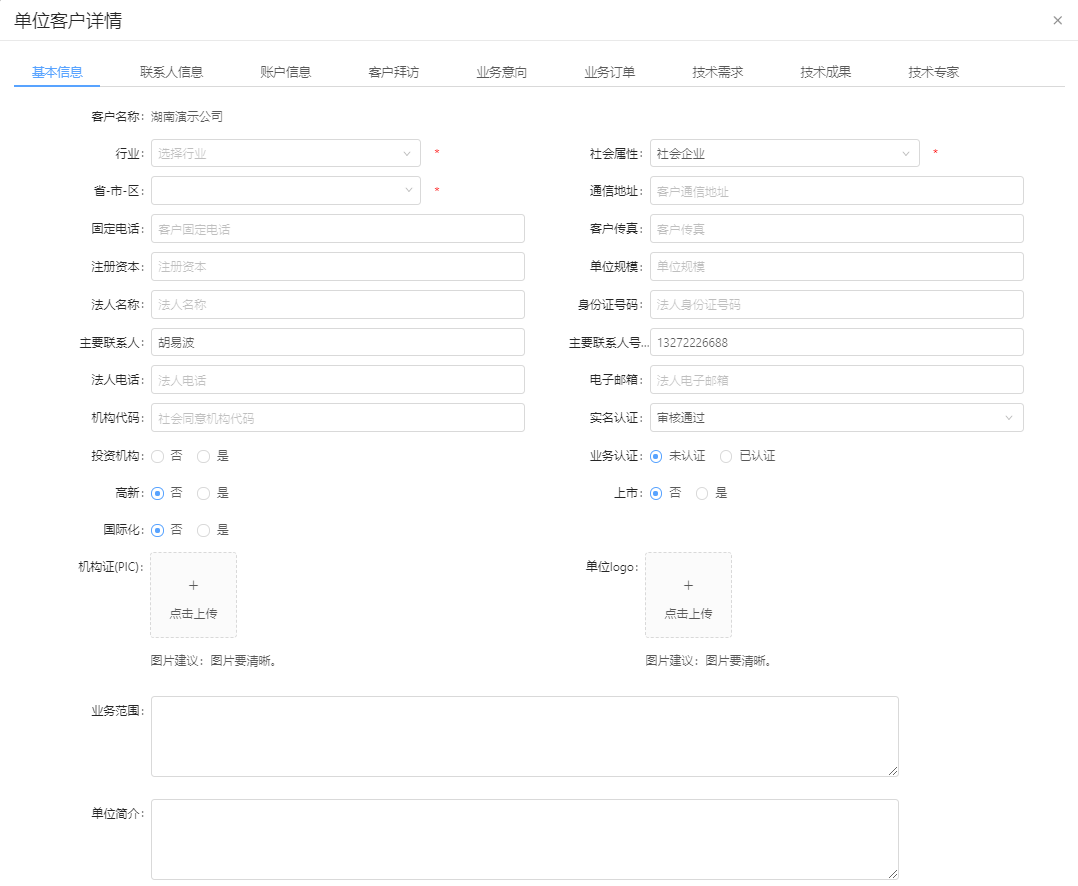 单位客户详情
基本信息 联系人信息 账户信息 客户拜访 业务意向 业务订单 技术需求 技术成果 技术专家
客户名称: 湖南演示公司
行业: 选择行业 * 社会属性: 社会企业 *
省-市-区: * 通信地址: 客户通信地址
固定电话: 客户固定电话 客户传真: 客户传真
注册资本: 注册资本 单位规模: 单位规模
法人名称: 法人名称 身份证号码: 法人身份证号码
主要联系人: 胡易波 主要联系人号... 13272226688
法人电话: 法人电话 电子邮箱: 法人电子邮箱
机构代码: 社会同意机构代码 实名认证: 审核通过
投资机构: 否 是 业务认证: 未认证 已认证
高新: 否 是 上市: 否 是
国际化: 否 是
机构证(PIC): + 点击上传 单位logo: + 点击上传
图片建议：图片要清晰。 图片建议：图片要清晰。
业务范围:
单位简介: